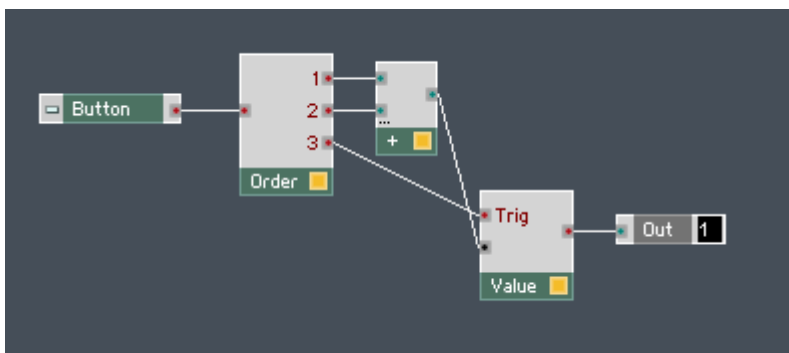 Button
1
2
3
Order
...
+
Trig
Value
Out 1